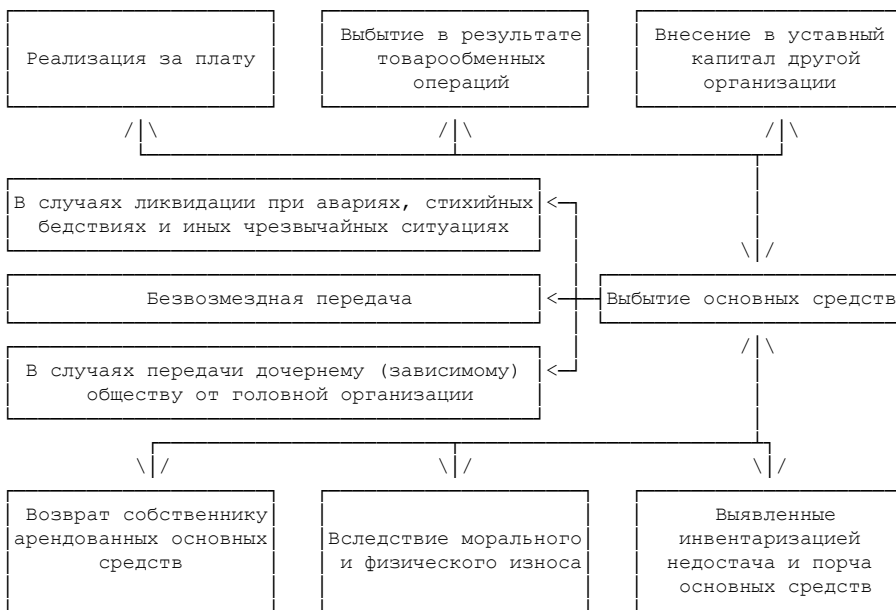 Реализация за плату
Выбытие в результате
товарообменных
операций
Внесение в уставный
капитал другой
организации
В случаях ликвидации при авариях, стихийных
бедствиях и иных чрезвычайных ситуациях
Безвозмездная передача
Выбытие основных средств
В случаях передачи дочернему (зависимому)
обществу от головной организации
Возврат собственнику
арендованных основных
средств
Вследствие морального
и физического износа
Выявленные
инвентаризацией
недостача и порча
основных средств